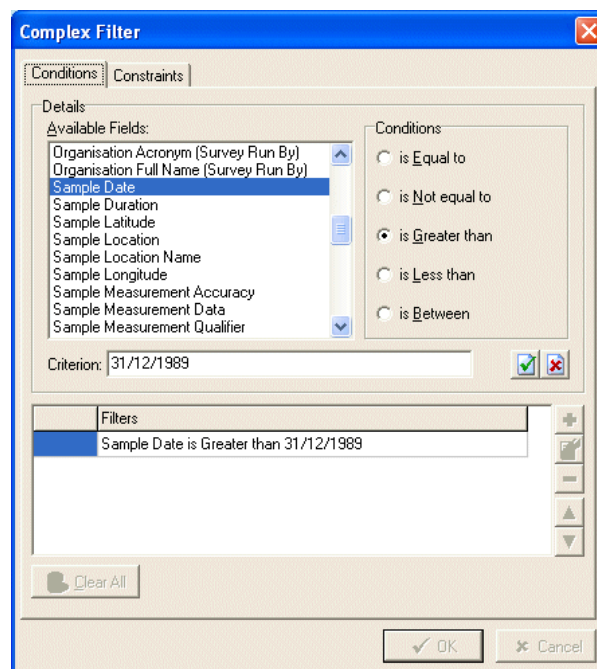 Complex Filter
Conditions
Constraints
Details
Available Fields:
Organisation Acronym (Survey Run By)
Organisation Full Name (Survey Run By)
Sample Date
Sample Duration
Sample Latitude
Sample Location
Sample Location Name
Sample Longitude
Sample Measurement Accuracy
Sample Measurement Data
Sample Measurement Qualifier
Conditions
is Equal to
is Not equal to
is Greater than
is Less than
is Between
Criterion: 31/12/1989
Filters
Sample Date is Greater than 31/12/1989
Clear All
OK
Cancel